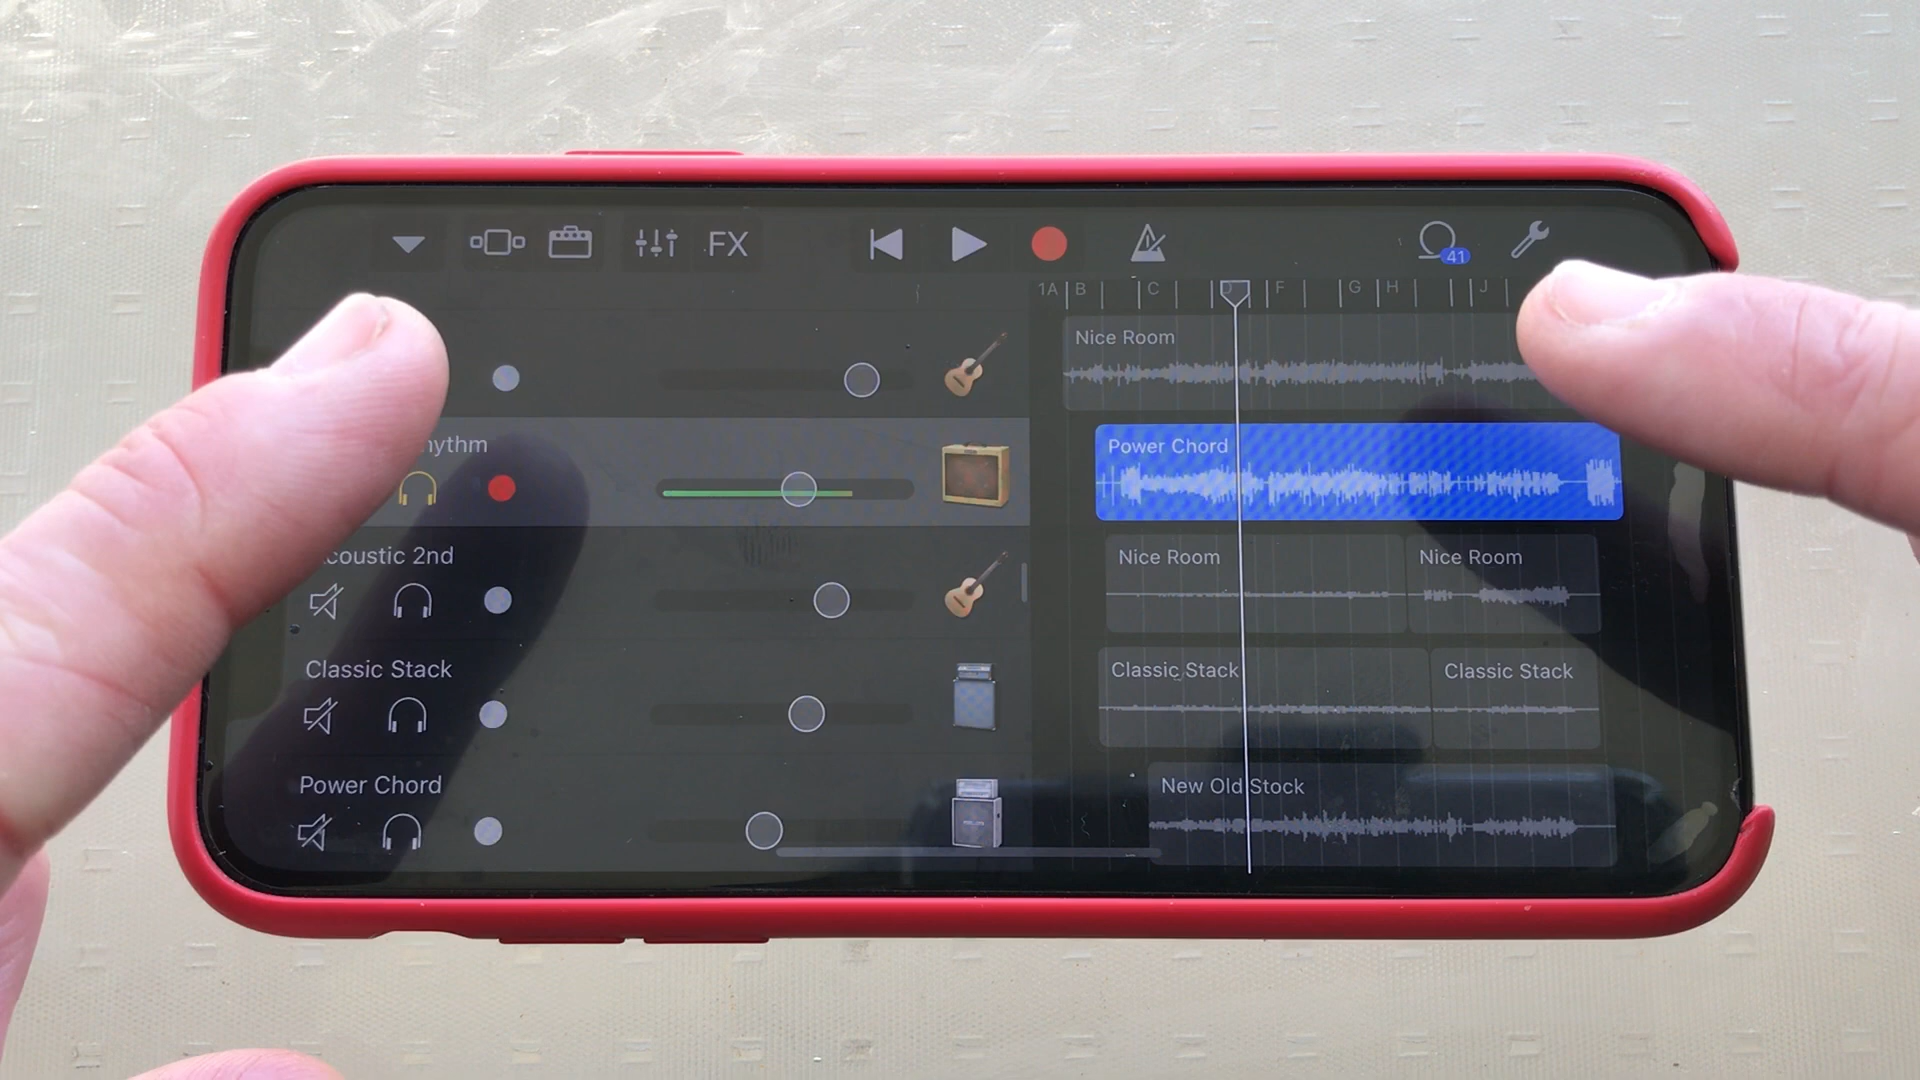 FX
41
1A B C D F G H J
Nice Room
hythm
Power Chord
coustic 2nd
Nice Room Nice Room
Classic Stack
Classic Stack Classic Stack
Power Chord
New Old Stock